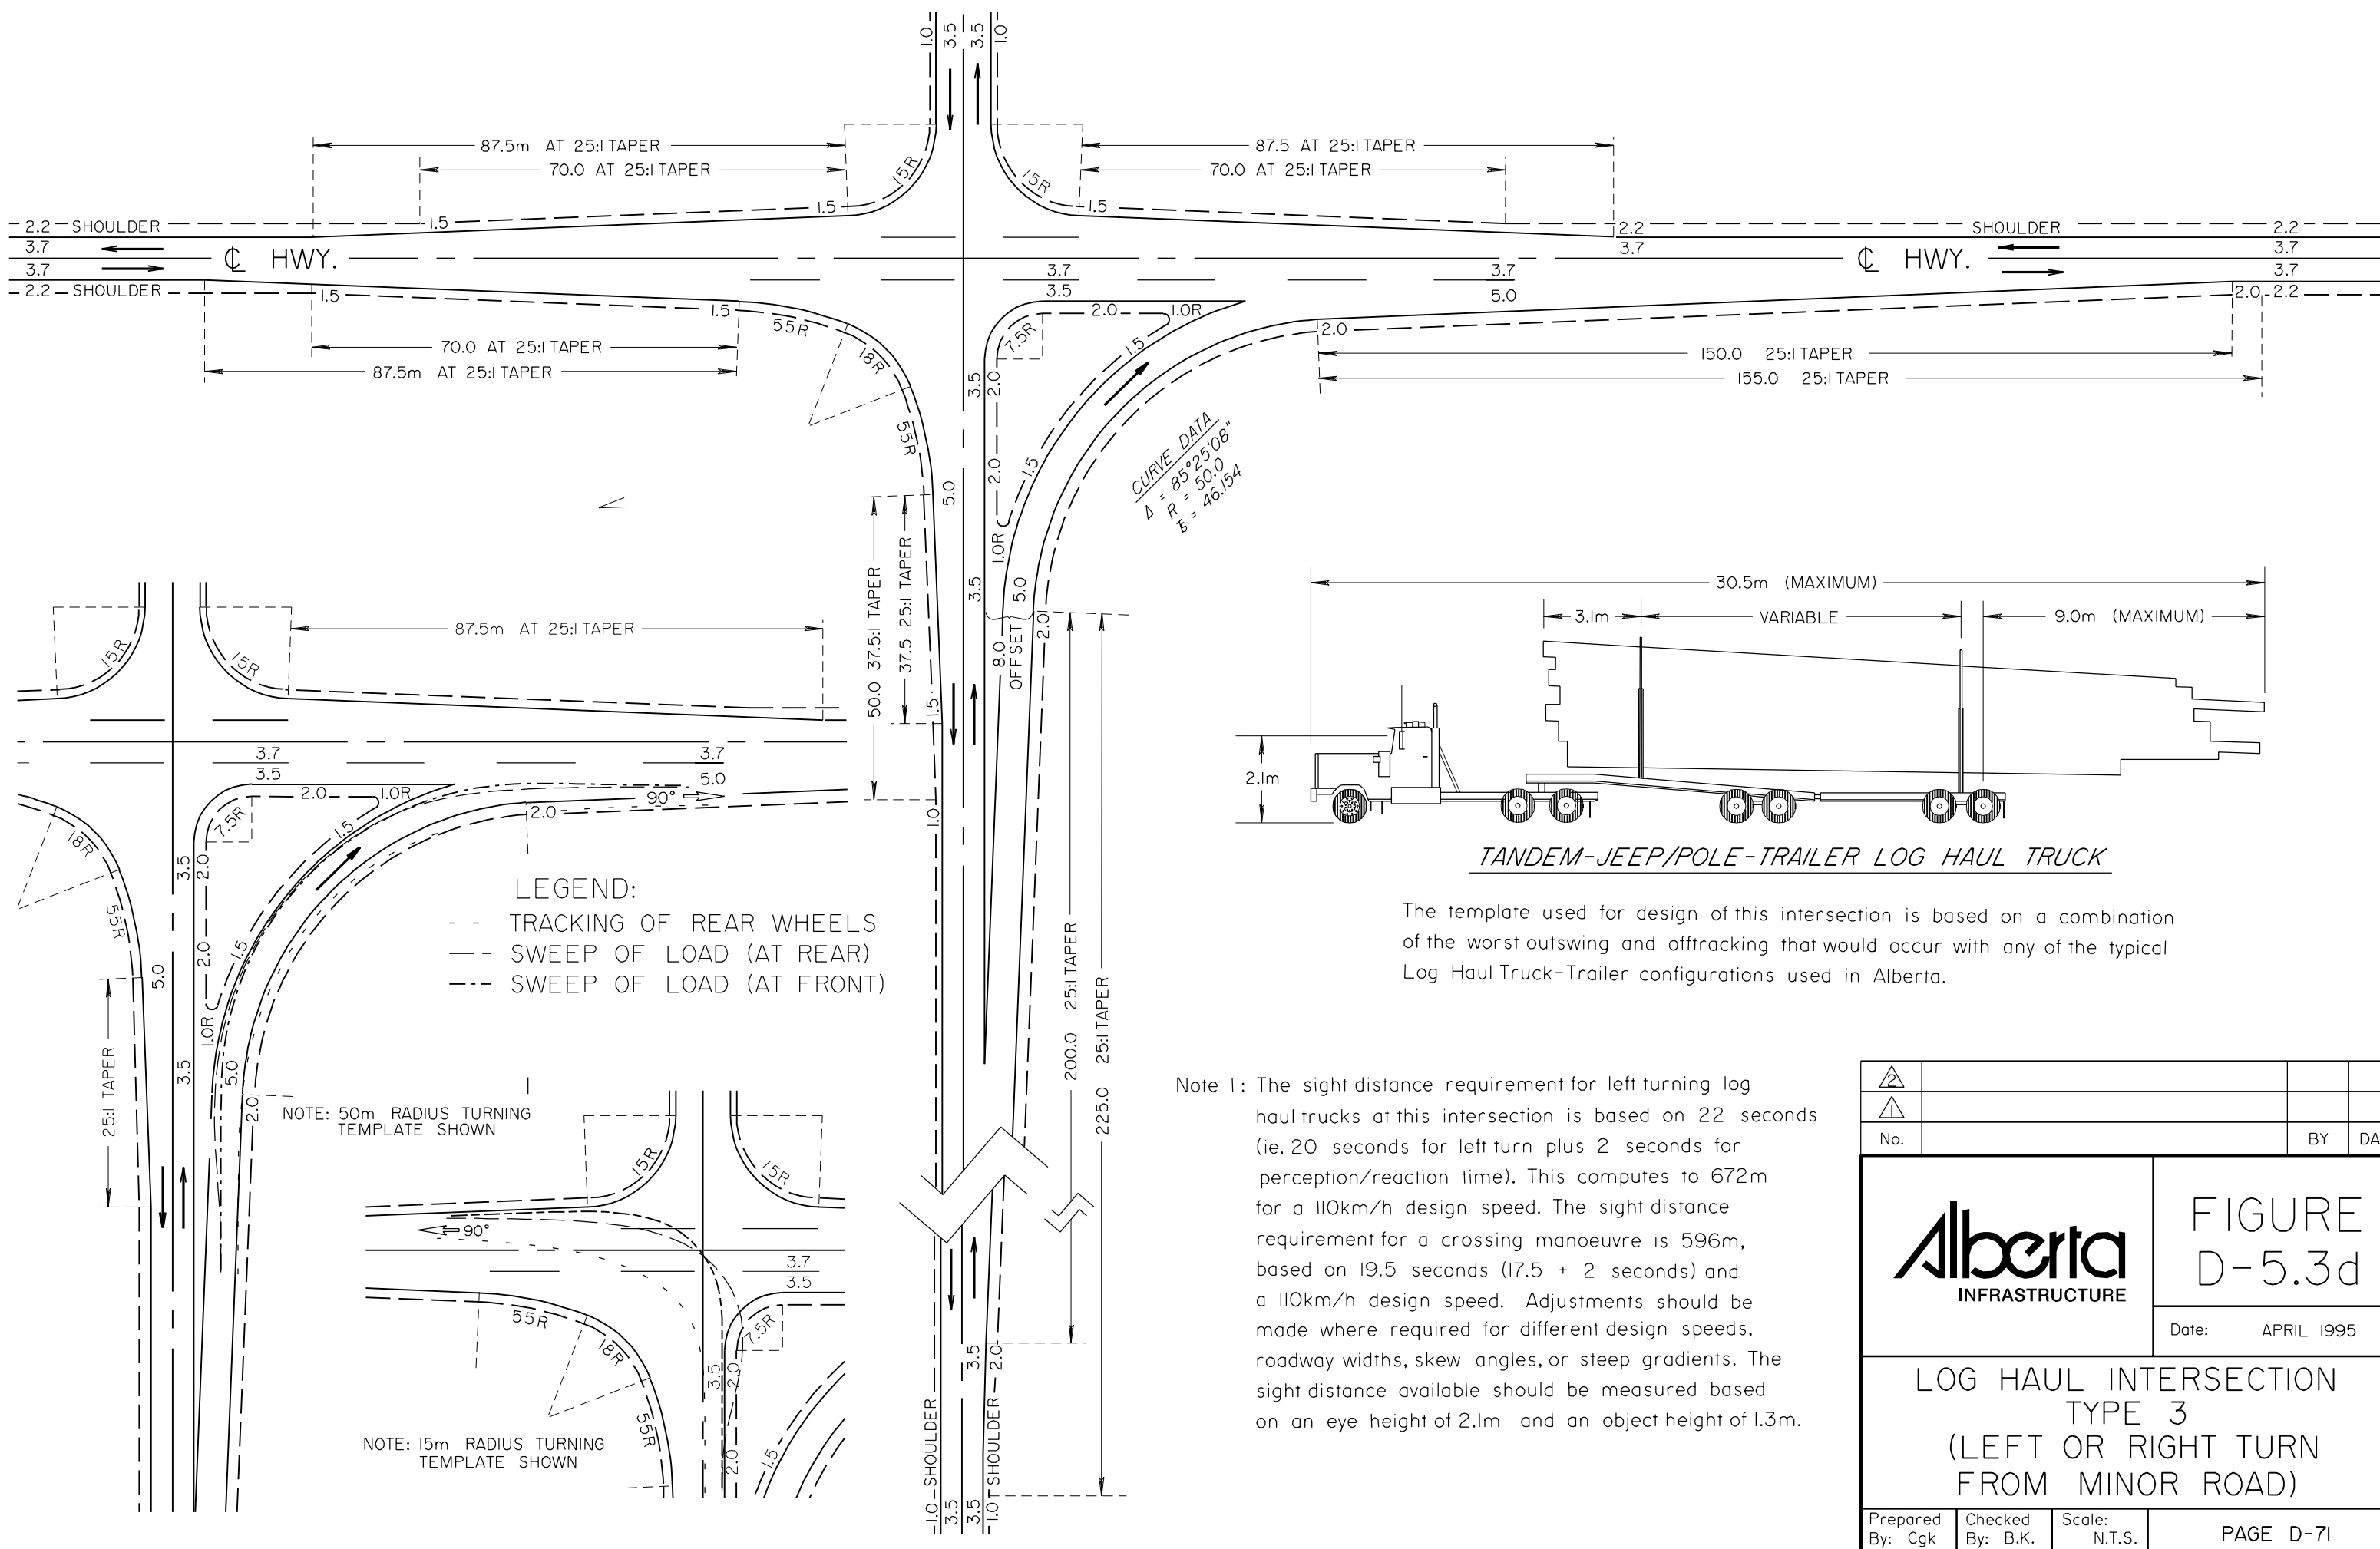 1.0
3.5
3.5
1.0
87.5m AT 25:1 TAPER
70.0 AT 25:1 TAPER
15R
15R
87.5 AT 25:1 TAPER
70.0 AT 25:1 TAPER
2.2 SHOULDER
1.5
1.5
1.5
2.2
SHOULDER
2.2
3.7
3.7
3.7
℄ HWY.
℄ HWY.
3.7
3.7
3.7
3.7
2.2 SHOULDER
1.5
1.5
3.5
5.0
2.0
2.2
55R
18R
55R
7.5R
2.0
1.0R
1.5
2.0
70.0 AT 25:1 TAPER
87.5m AT 25:1 TAPER
150.0 25:1 TAPER
155.0 25:1 TAPER
3.5
2.0
2.0
1.5
5.0
1.0R
3.5
5.0
2.0
8.0
OFFSET
CURVE DATA
Δ = 85°25'08"
R = 50.0
Ts = 46.154
50.0 37.5:1 TAPER
37.5 25:1 TAPER
1.5
1.0
200.0 25:1 TAPER
225.0 25:1 TAPER
3.5
2.0
1.0 SHOULDER
3.5
3.5
1.0 SHOULDER
15R
15R
87.5m AT 25:1 TAPER
3.7
3.7
3.5
5.0
2.0
1.0R
90°
2.0
7.5R
1.5
18R
55R
3.5
2.0
2.0
1.5
5.0
1.0R
3.5
5.0
2.0
25:1 TAPER
LEGEND:
TRACKING OF REAR WHEELS
SWEEP OF LOAD (AT REAR)
SWEEP OF LOAD (AT FRONT)
NOTE: 50m RADIUS TURNING
TEMPLATE SHOWN
15R
15R
90°
3.7
3.5
55R
18R
55R
7.5R
3.5
2.0
2.0
1.5
NOTE: 15m RADIUS TURNING
TEMPLATE SHOWN
30.5m (MAXIMUM)
3.1m
VARIABLE
9.0m (MAXIMUM)
2.1m
TANDEM-JEEP/POLE-TRAILER LOG HAUL TRUCK
The template used for design of this intersection is based on a combination
of the worst outswing and offtracking that would occur with any of the typical
Log Haul Truck-Trailer configurations used in Alberta.
Note 1: The sight distance requirement for left turning log
haul trucks at this intersection is based on 22 seconds
(ie. 20 seconds for left turn plus 2 seconds for
perception/reaction time). This computes to 672m
for a 110km/h design speed. The sight distance
requirement for a crossing manoeuvre is 596m,
based on 19.5 seconds (17.5 + 2 seconds) and
a 110km/h design speed. Adjustments should be
made where required for different design speeds,
roadway widths, skew angles, or steep gradients. The
sight distance available should be measured based
on an eye height of 2.1m and an object height of 1.3m.
2
1
No.
BY
DA
Alberta
INFRASTRUCTURE
FIGURE
D-5.3d
Date: APRIL 1995
LOG HAUL INTERSECTION
TYPE 3
(LEFT OR RIGHT TURN
FROM MINOR ROAD)
Prepared
By: Cgk
Checked
By: B.K.
Scale:
N.T.S.
PAGE D-71